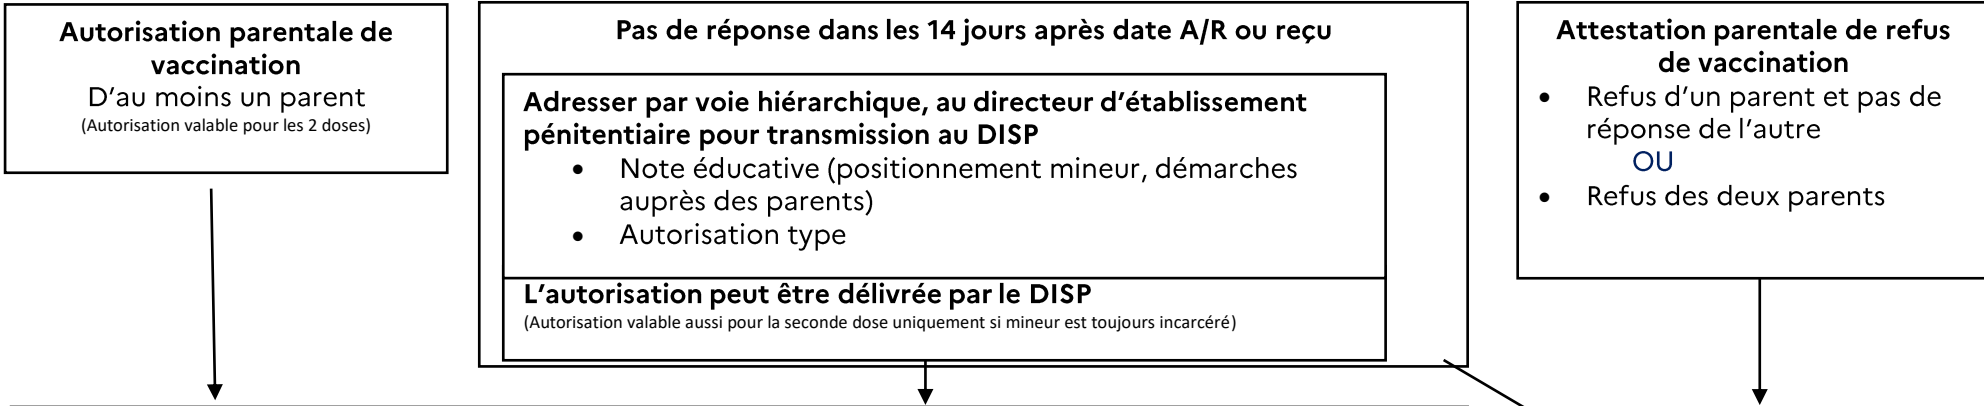 Autorisation parentale de
vaccination
D’au moins un parent
(Autorisation valable pour les 2 doses)
Pas de réponse dans les 14 jours après date A/R ou reçu
Adresser par voie hiérarchique, au directeur d’établissement
pénitentiaire pour transmission au DISP
• Note éducative (positionnement mineur, démarches
auprès des parents)
• Autorisation type
L’autorisation peut être délivrée par le DISP
(Autorisation valable aussi pour la seconde dose uniquement si mineur est toujours incarcéré)
Attestation parentale de refus
de vaccination
• Refus d’un parent et pas de
réponse de l’autre
OU
• Refus des deux parents